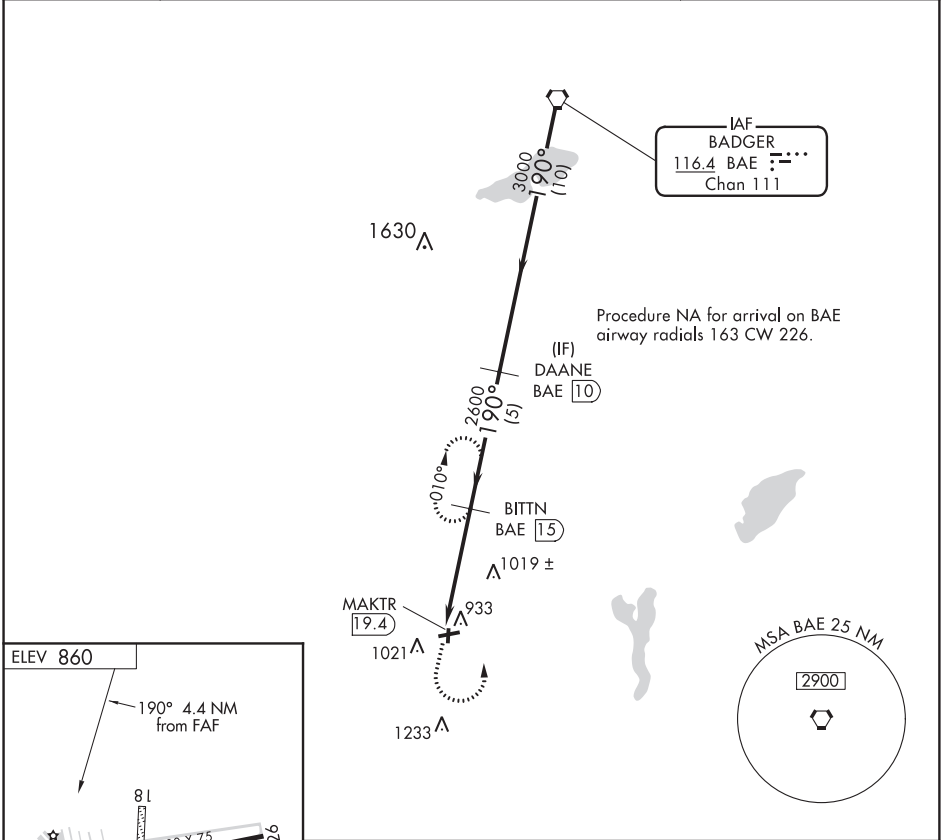 IAF
BADGER
116.4 BAE
Chan 111
3000
190°
(10)
1630
Procedure NA for arrival on BAE
airway radials 163 CW 226.
(IF)
DAANE
BAE 10
2600
190°
(5)
010°
BITTN
BAE 15
1019 ±
MAKTR
19.4
933
1021
1233
MSA BAE 25 NM
2900
ELEV 860
190° 4.4 NM
from FAF
18
X 75
26